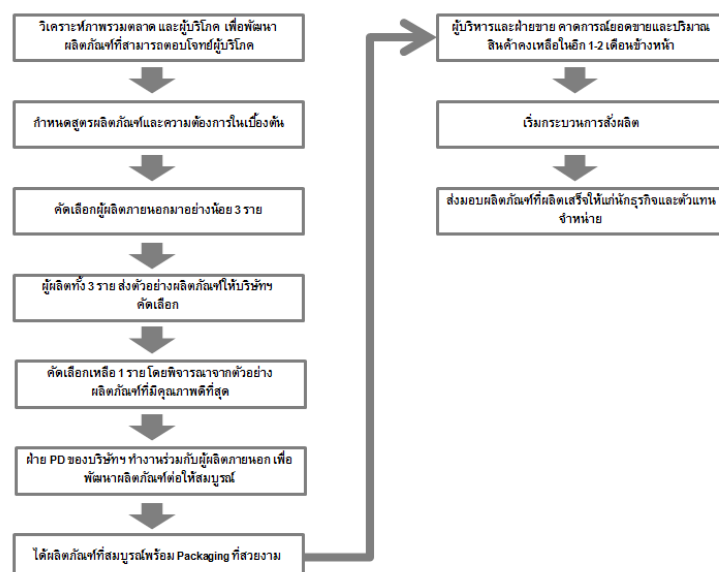 วิเคราะห์ภาพรวมตลาด และผู้บริโภค เพื่อพัฒนา
ผลิตภัณฑ์ที่สามารถตอบโจทย์ผู้บริโภค
กำหนดสูตรผลิตภัณฑ์และความต้องการในเบื้องต้น
คัดเลือกผู้ผลิตภายนอกมาอย่างน้อย 3 ราย
ผู้ผลิตทั้ง 3 ราย ส่งตัวอย่างผลิตภัณฑ์ให้บริษัทฯ
คัดเลือก
คัดเลือกเหลือ 1 ราย โดยพิจารณาจากตัวอย่าง
ผลิตภัณฑ์ที่มีคุณภาพดีที่สุด
ฝ่าย PD ของบริษัทฯ ทำงานร่วมกับผู้ผลิตภายนอก เพื่อ
พัฒนาผลิตภัณฑ์ต่อให้สมบูรณ์
ได้ผลิตภัณฑ์ที่สมบูรณ์พร้อม Packaging ที่สวยงาม
ผู้บริหารและฝ่ายขาย คาดการณ์ยอดขายและปริมาณ
สินค้าคงเหลือในอีก 1-2 เดือนข้างหน้า
เริ่มกระบวนการสั่งผลิต
ส่งมอบผลิตภัณฑ์ที่ผลิตเสร็จให้แก่นักธุรกิจและตัวแทน
จำหน่าย